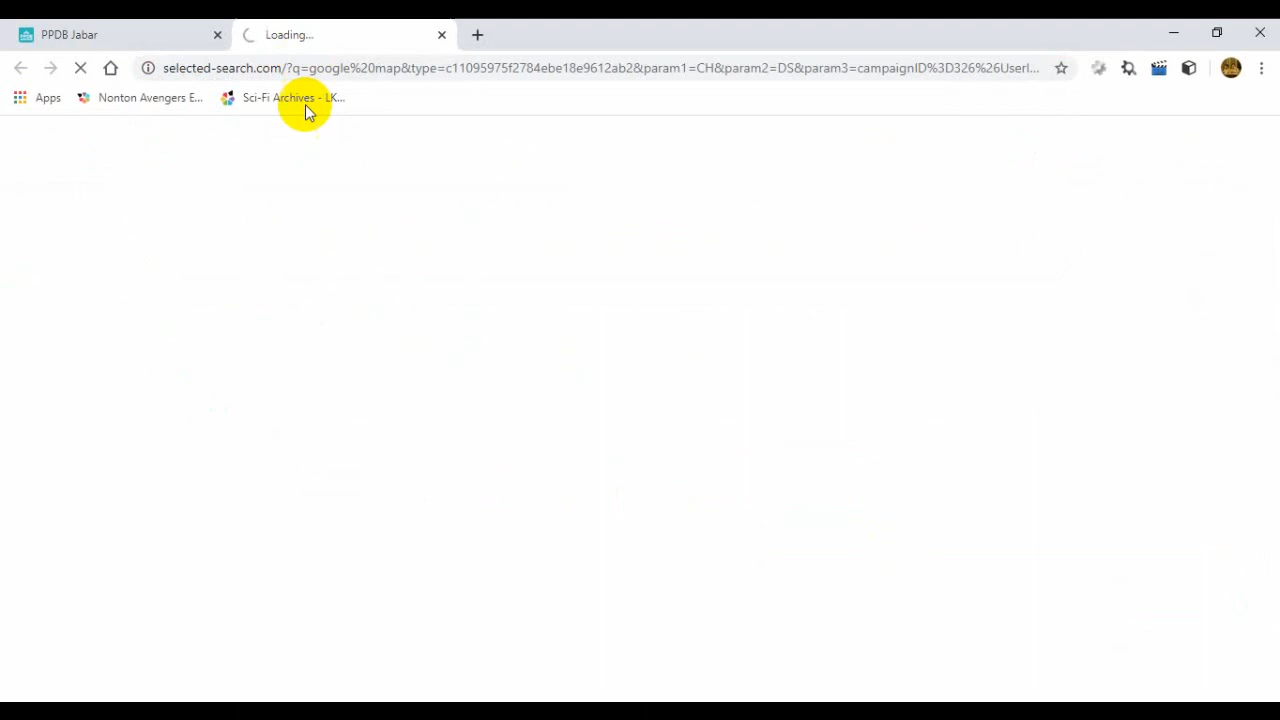 PPDB Jabar
Loading...
selected-search.com/?q=google%20map&type=c11095975f2784ebe18e9612ab2&param1=CH&param2=DS&param3=campaignID%3D326%26UserI...
Apps
Nonton Avengers E...
Sci-Fi Archives - LK...